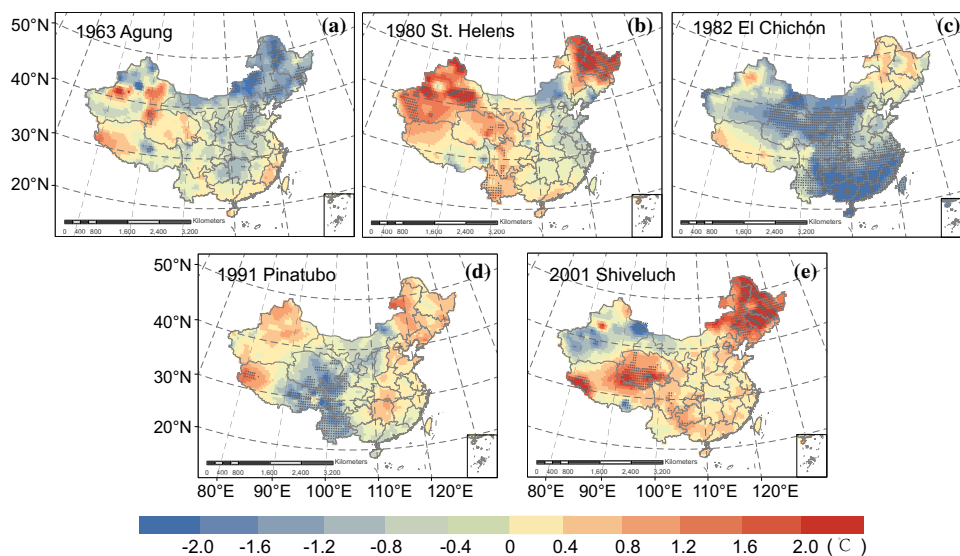 50°N
40°N
30°N
20°N
1963 Agung
(a)
Kilometers
0 400 800 1,600 2,400 3,200
1980 St. Helens
(b)
Kilometers
0 400 800 1,600 2,400 3,200
1982 El Chichón
(c)
Kilometers
0 400 800 1,600 2,400 3,200
50°N
40°N
30°N
20°N
1991 Pinatubo
(d)
Kilometers
0 400 800 1,600 2,400 3,200
2001 Shiveluch
(e)
Kilometers
0 400 800 1,600 2,400 3,200
80°E 90°E 100°E 110°E 120°E
80°E 90°E 100°E 110°E 120°E
-2.0 -1.6 -1.2 -0.8 -0.4 0 0.4 0.8 1.2 1.6 2.0 (C)